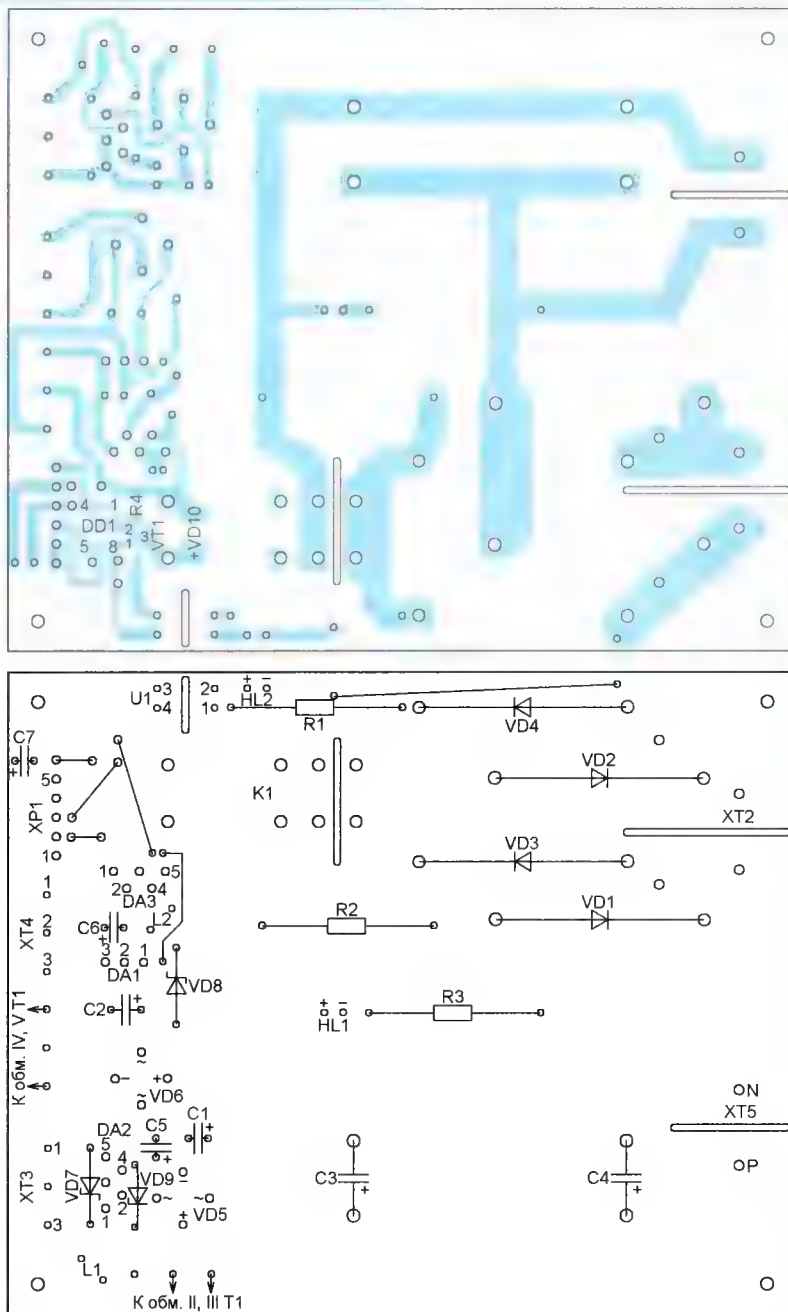 4 1 R4
DD1 2 VT1 +VD10
5 8 1 3
U1 3 2 + −
4 1 HL2
R1
VD4
C7
+
5
XP1
1
K1
VD2
XT2
VD3
1
1 5
2 4
DA3
XT4
2
C6
+
L2
R2
VD1
3
3 2 1
DA1
VD8
C2
+
+ −
HL1
R3
К обм. IV, V T1
~
− +
~
VD6
N
XT5
P
C1
+
C5
+
DA2
1
5
4
XT3
VD7
VD9
−
~ ~
VD5
+
3
1
2
C3
+
C4
+
L1
К обм. II, III T1